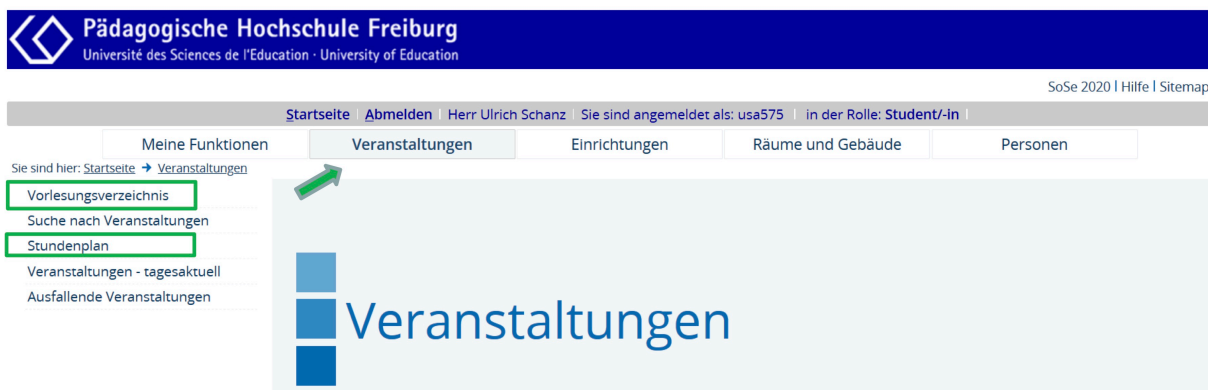 Pädagogische Hochschule Freiburg
Université des Sciences de l'Education · University of Education
SoSe 2020 | Hilfe | Sitemap
Startseite | Abmelden | Herr Ulrich Schanz | Sie sind angemeldet als: usa575 | in der Rolle: Student/-in |
Meine Funktionen Veranstaltungen Einrichtungen Räume und Gebäude Personen
Sie sind hier: Startseite ➔ Veranstaltungen
Vorlesungsverzeichnis
Suche nach Veranstaltungen
Stundenplan
Veranstaltungen - tagesaktuell
Ausfallende Veranstaltungen
Veranstaltungen